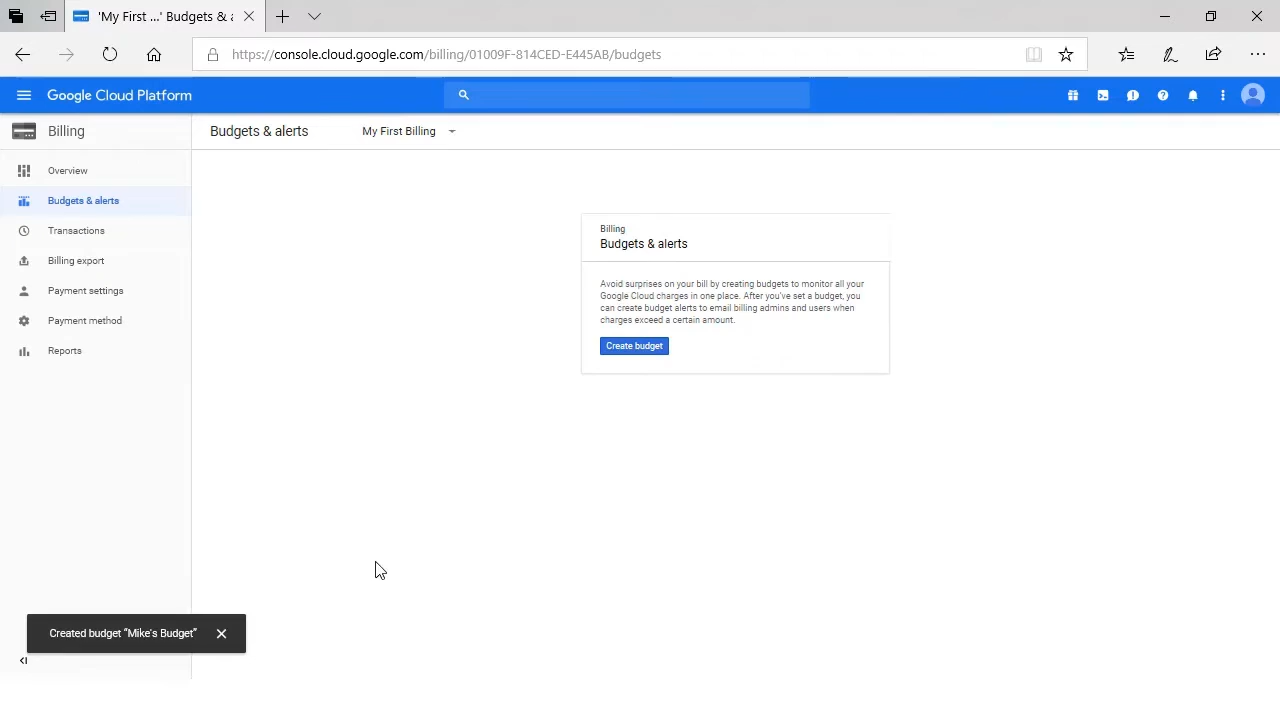 'My First ...' Budgets & a
https://console.cloud.google.com/billing/01009F-814CED-E445AB/budgets
Google Cloud Platform
Billing
Budgets & alerts
My First Billing
Overview
Budgets & alerts
Transactions
Billing export
Payment settings
Payment method
Reports
Billing
Budgets & alerts
Avoid surprises on your bill by creating budgets to monitor all your
Google Cloud charges in one place. After you've set a budget, you
can create budget alerts to email billing admins and users when
charges exceed a certain amount.
Create budget
Created budget “Mike's Budget”